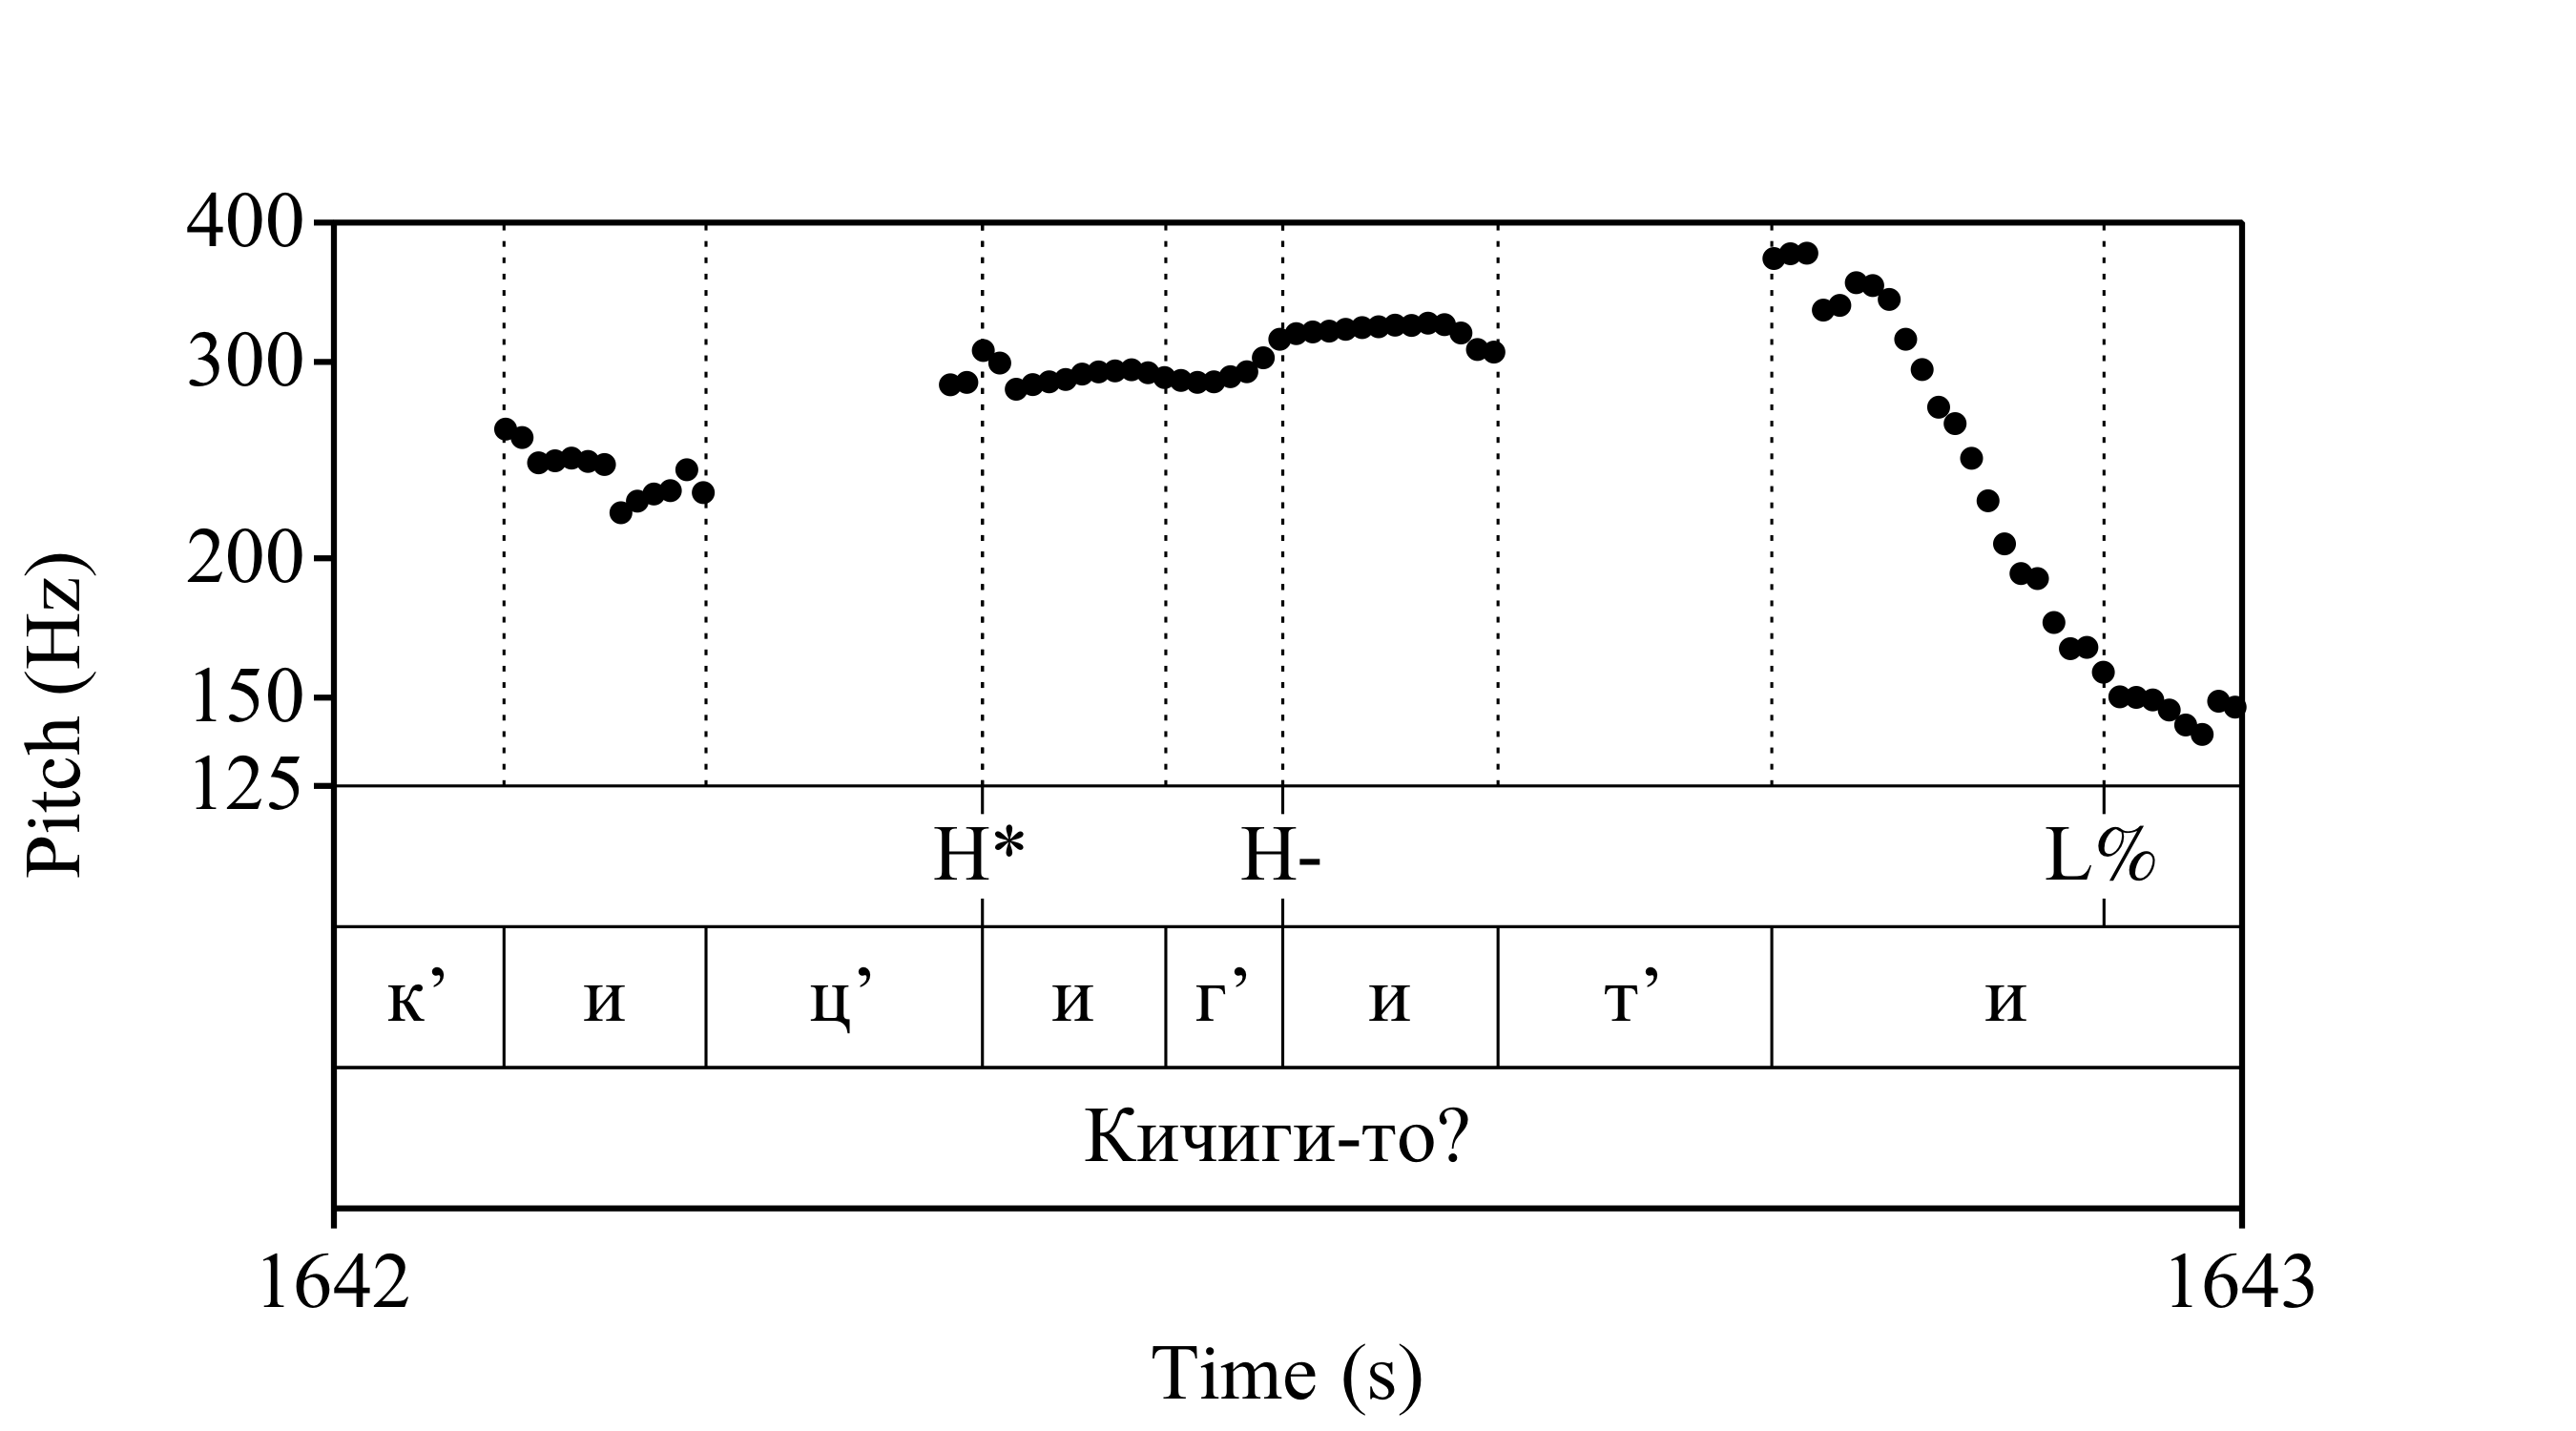 400
300
200
150
125
Pitch (Hz)
H* H- L%
к’ и ц’ и г’ и т’ и
Кичиги-то?
1642 1643
Time (s)